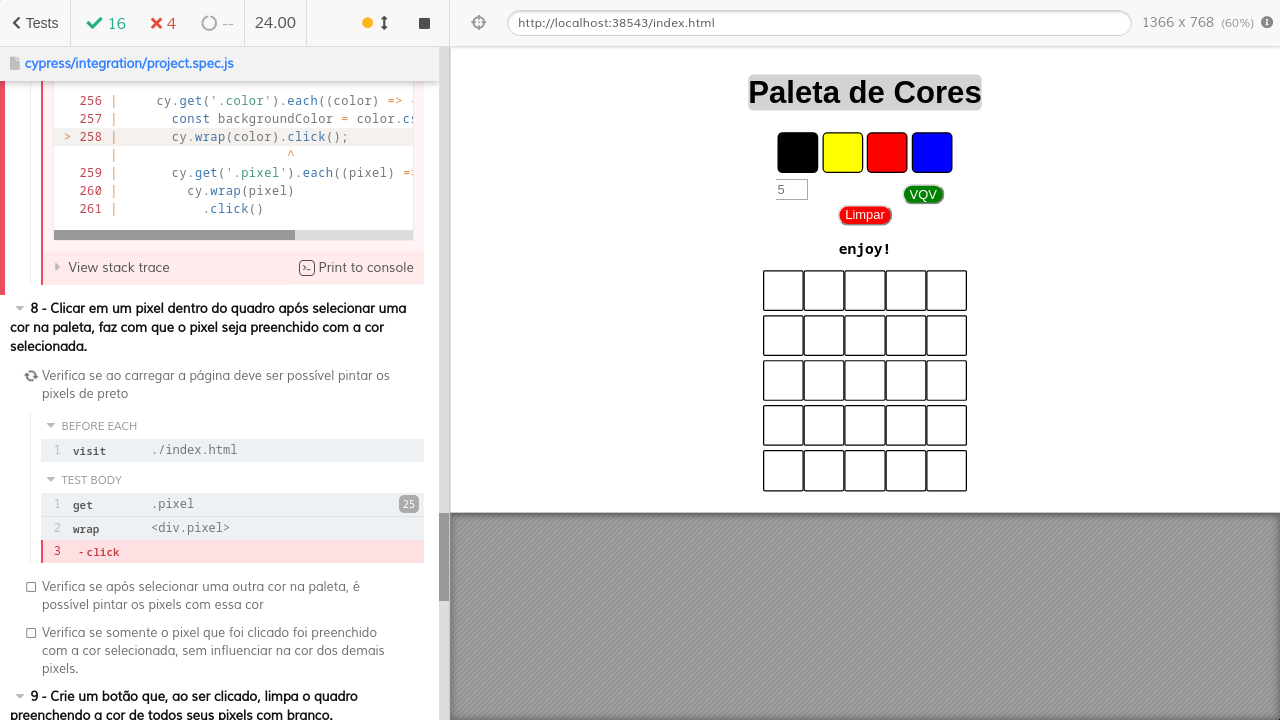 Tests
16
4
--
24.00
http://localhost:38543/index.html
1366 x 768 (60%)
cypress/integration/project.spec.js
256 | cy.get('.color').each((color) =>
257 | const backgroundColor = color.cs
> 258 | cy.wrap(color).click();
| ^
259 | cy.get('.pixel').each((pixel) =>
260 | cy.wrap(pixel)
261 | .click()
View stack trace
Print to console
8 - Clicar em um pixel dentro do quadro após selecionar uma
cor na paleta, faz com que o pixel seja preenchido com a cor
selecionada.
Verifica se ao carregar a página deve ser possível pintar os
pixels de preto
BEFORE EACH
1 visit ./index.html
TEST BODY
1 get .pixel 25
2 wrap <div.pixel>
3 -click
Verifica se após selecionar uma outra cor na paleta, é
possível pintar os pixels com essa cor
Verifica se somente o pixel que foi clicado foi preenchido
com a cor selecionada, sem influenciar na cor dos demais
pixels.
9 - Crie um botão que, ao ser clicado, limpa o quadro
preenchendo a cor de todos seus pixels com branco.
Paleta de Cores
5
VQV
Limpar
enjoy!